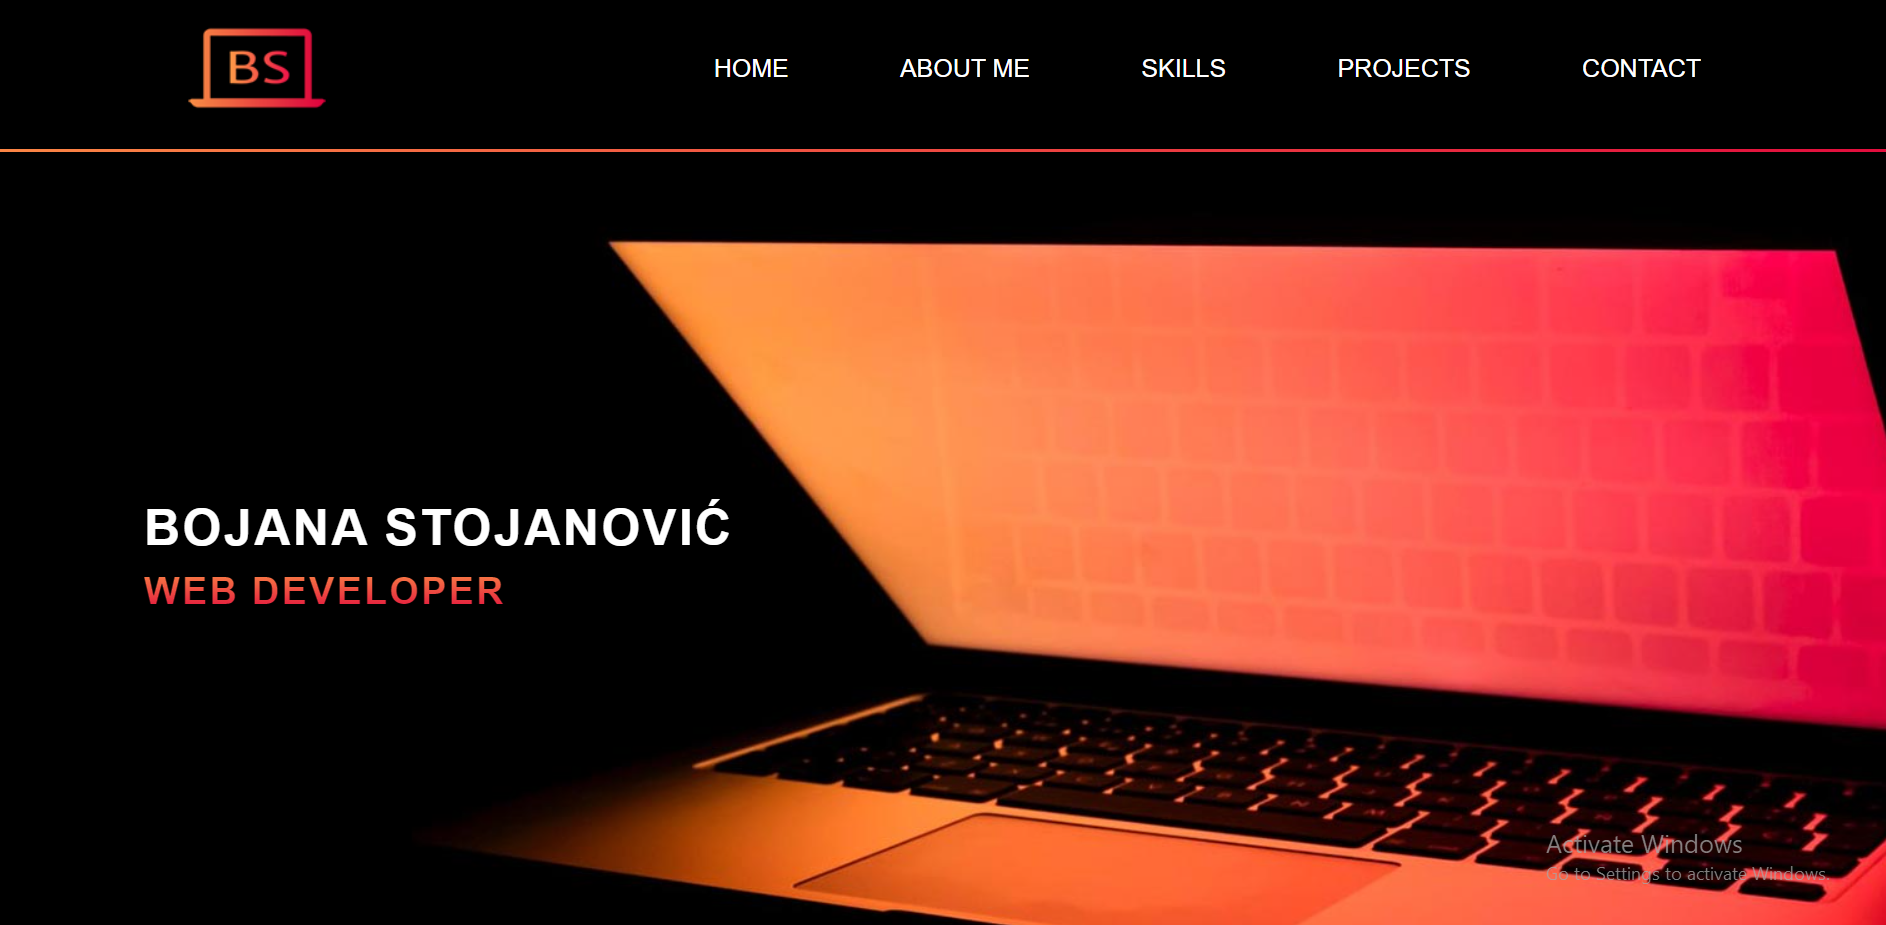 BS
HOME ABOUT ME SKILLS PROJECTS CONTACT
BOJANA STOJANOVIĆ
WEB DEVELOPER
Activate Windows
Go to Settings to activate Windows.